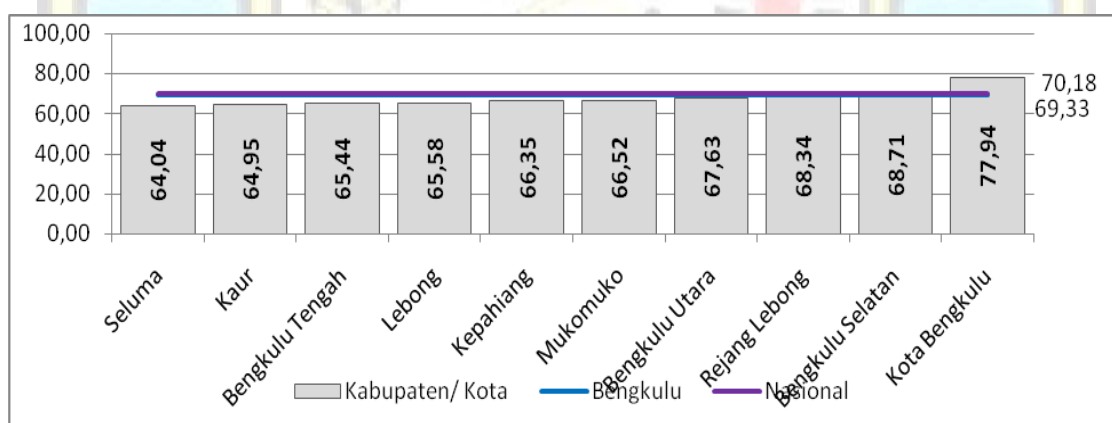 100,00
80,00
60,00
40,00
20,00
0,00
70,18
69,33
64,04
64,95
65,44
65,58
66,35
66,52
67,63
68,34
68,71
77,94
Seluma
Kaur
Bengkulu Tengah
Lebong
Kepahiang
Mukomuko
Bengkulu Utara
Rejang Lebong
Bengkulu Selatan
Kota Bengkulu
Kabupaten/ Kota
Bengkulu
Nasional